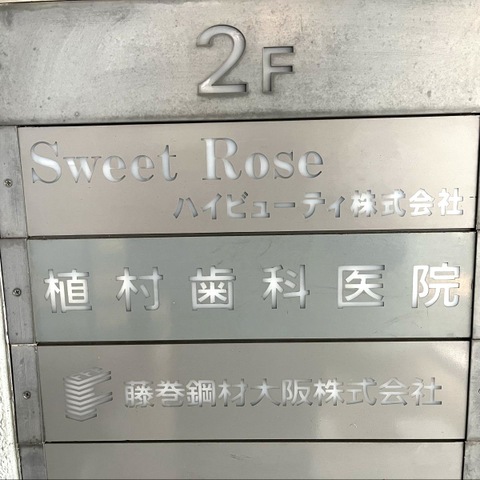 2F
Sweet Rose
ハイビューティ株式会社
植村歯科医院
藤巻鋼材大阪株式会社